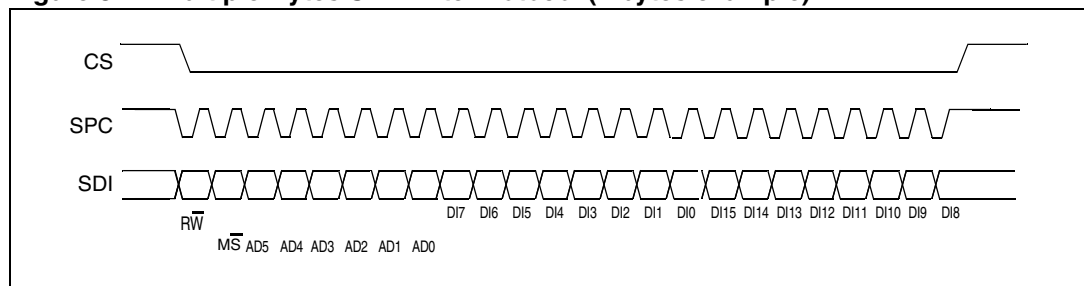 CS
SPC
SDI
DI7 DI6 DI5 DI4 DI3 DI2 DI1 DI0 DI15 DI14 DI13 DI12 DI11 DI10 DI9 DI8
RW̅
MS̅ AD5 AD4 AD3 AD2 AD1 AD0